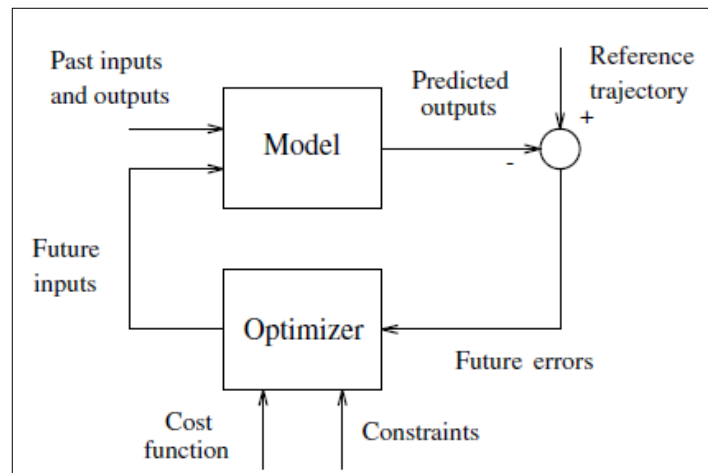 Past inputs
and outputs
Model
Predicted
outputs
Reference
trajectory
+
-
Future
inputs
Optimizer
Future errors
Cost
function
Constraints